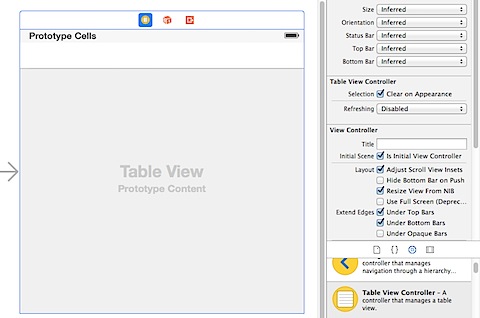 Prototype Cells
Table View
Prototype Content
Size Inferred
Orientation Inferred
Status Bar Inferred
Top Bar Inferred
Bottom Bar Inferred
Table View Controller
Selection Clear on Appearance
Refreshing Disabled
View Controller
Title
Initial Scene Is Initial View Controller
Layout Adjust Scroll View Insets
Hide Bottom Bar on Push
Resize View From NIB
Use Full Screen (Deprec...
Extend Edges Under Top Bars
Under Bottom Bars
Under Opaque Bars
controller that manages
navigation through a hierarchy...
Table View Controller - A
controller that manages a table
view.